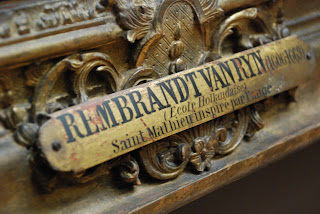 REMBRANDT VAN RYN (1606-1669)
(Ecole Hollandaise)
Saint Mathieu inspiré par l'ange